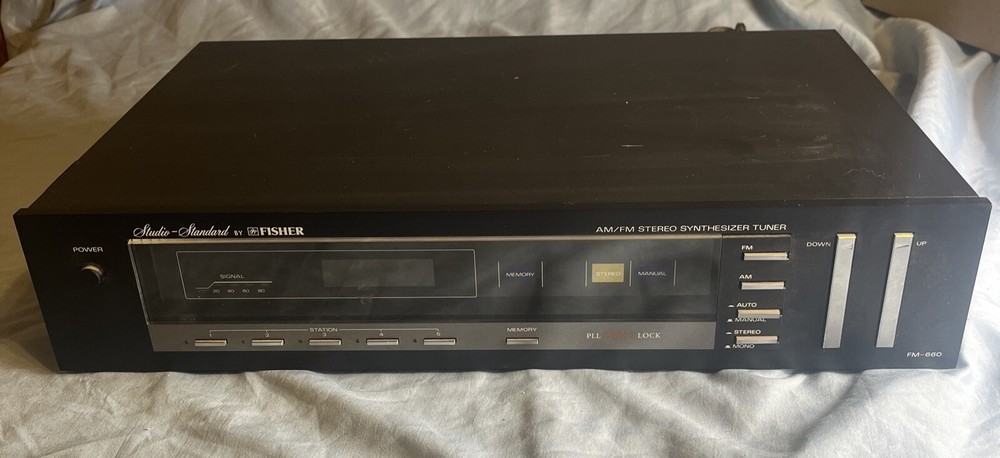 Studio-Standard BY FISHER
AM/FM STEREO SYNTHESIZER TUNER
POWER
SIGNAL
20 40 60 80
MEMORY
STEREO
MANUAL
FM
AM
AUTO
MANUAL
STEREO
MONO
DOWN
UP
STATION
2 3 4 5
MEMORY
PLL LOCK
FM-660